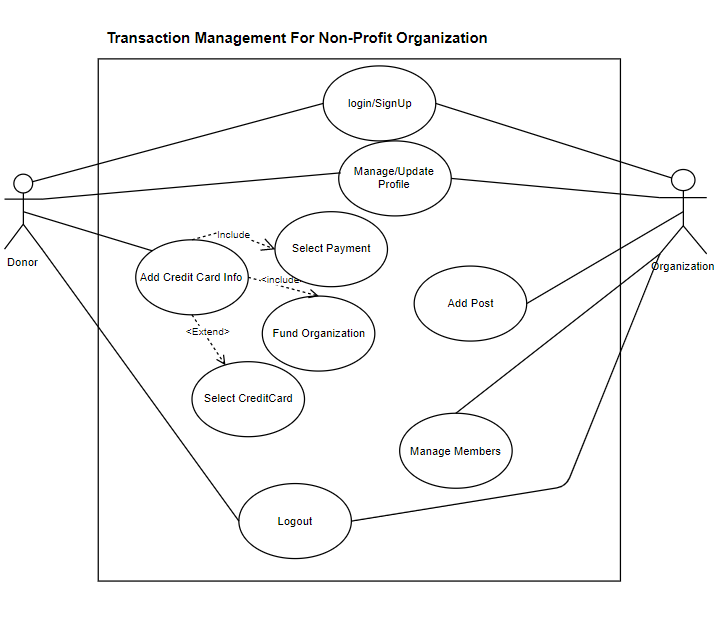 Transaction Management For Non-Profit Organization
login/SignUp
Manage/Update
Profile
Include
Select Payment
Donor
Organization
Add Credit Card Info
<include
Add Post
<Extend>
Fund Organization
Select CreditCard
Manage Members
Logout